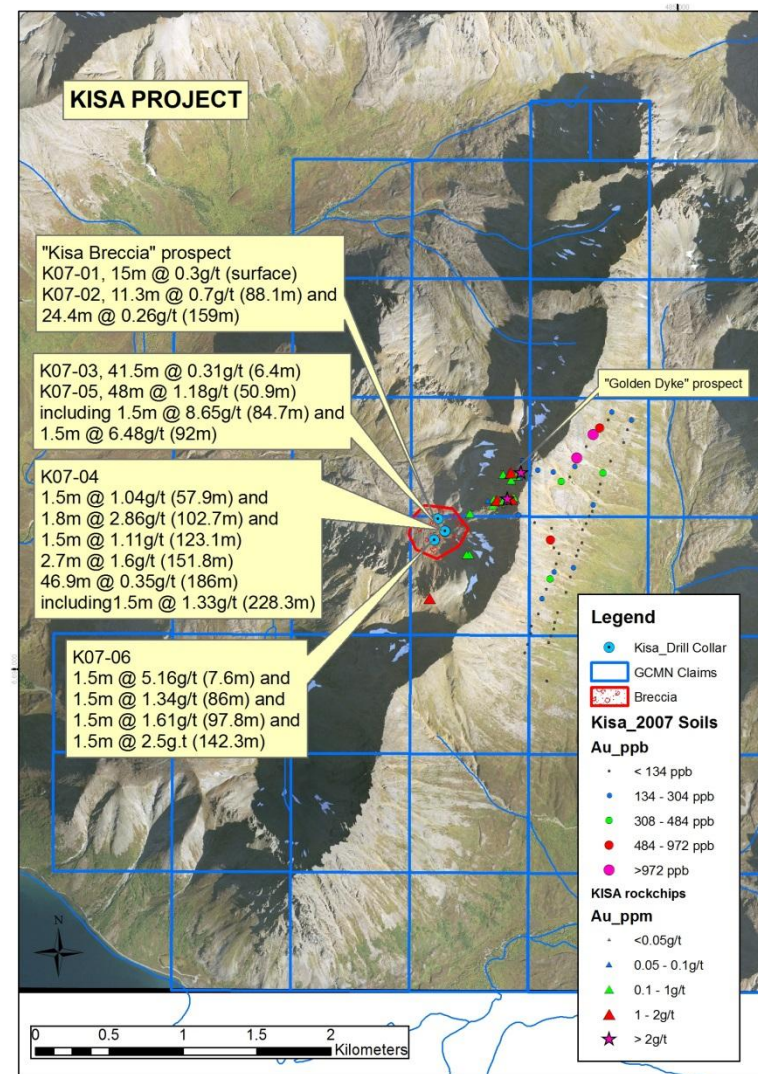 480000
KISA PROJECT
"Kisa Breccia" prospect
K07-01, 15m @ 0.3g/t (surface)
K07-02, 11.3m @ 0.7g/t (88.1m) and
24.4m @ 0.26g/t (159m)
K07-03, 41.5m @ 0.31g/t (6.4m)
K07-05, 48m @ 1.18g/t (50.9m)
including 1.5m @ 8.65g/t (84.7m) and
1.5m @ 6.48g/t (92m)
"Golden Dyke" prospect
K07-04
1.5m @ 1.04g/t (57.9m) and
1.8m @ 2.86g/t (102.7m) and
1.5m @ 1.11g/t (123.1m)
2.7m @ 1.6g/t (151.8m)
46.9m @ 0.35g/t (186m)
including1.5m @ 1.33g/t (228.3m)
K07-06
1.5m @ 5.16g/t (7.6m) and
1.5m @ 1.34g/t (86m) and
1.5m @ 1.61g/t (97.8m) and
1.5m @ 2.5g.t (142.3m)
Legend
Kisa_Drill Collar
GCMN Claims
Breccia
Kisa_2007 Soils
Au_ppb
< 134 ppb
134 - 304 ppb
308 - 484 ppb
484 - 972 ppb
>972 ppb
KISA rockchips
Au_ppm
<0.05g/t
0.05 - 0.1g/t
0.1 - 1g/t
1 - 2g/t
> 2g/t
N
0 0.5 1 1.5 2
Kilometers